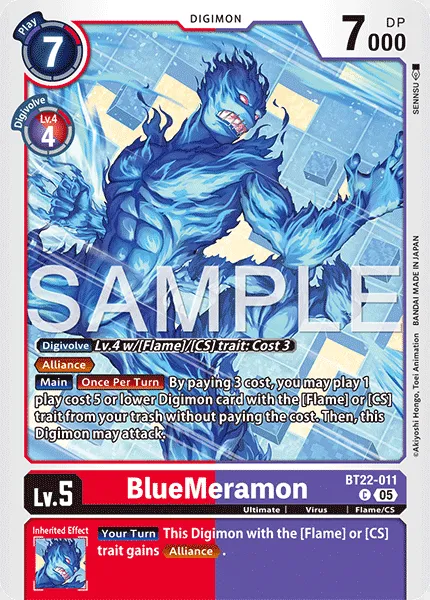 Play
7
DIGIMON
7000
DP
Digivolve
Lv.4
4
SENNSU
SAMPLE
Digivolve Lv.4 w/[Flame]/[CS] trait: Cost 3
Alliance
Main Once Per Turn By paying 3 cost, you may play 1
play cost 5 or lower Digimon card with the [Flame] or [CS]
trait from your trash without paying the cost. Then, this
Digimon may attack.
©Akiyoshi Hongo, Toei Animation BANDAI MADE IN JAPAN
Lv.5
BlueMeramon
BT22-011
C 05
Ultimate | Virus | Flame/CS
Inherited Effect
Your Turn This Digimon with the [Flame] or [CS]
trait gains Alliance .